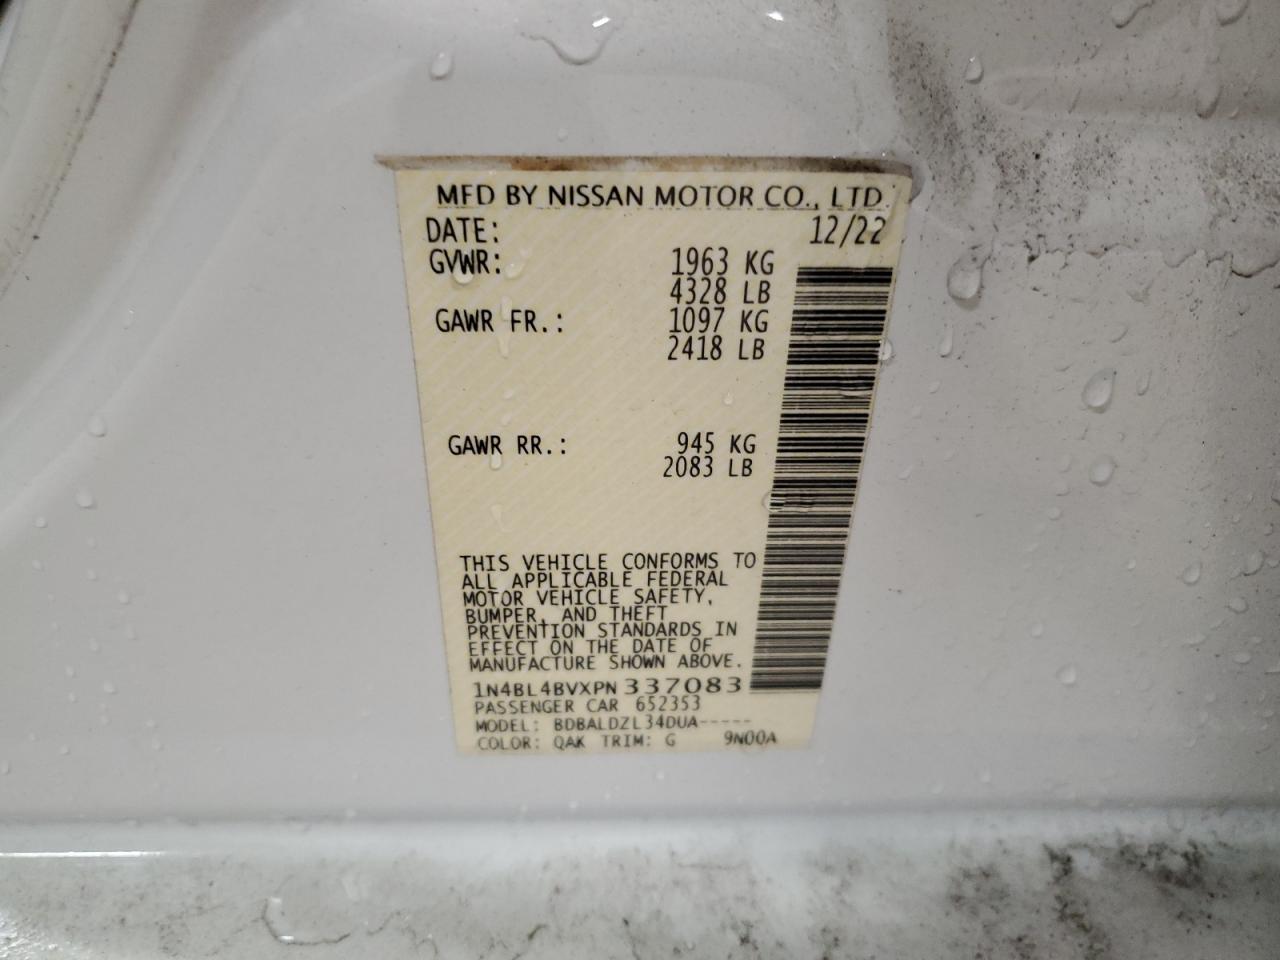 MFD BY NISSAN MOTOR CO., LTD.
DATE: 12/22
GVWR: 1963 KG
4328 LB
GAWR FR.: 1097 KG
2418 LB
GAWR RR.: 945 KG
2083 LB
THIS VEHICLE CONFORMS TO
ALL APPLICABLE FEDERAL
MOTOR VEHICLE SAFETY,
BUMPER, AND THEFT
PREVENTION STANDARDS IN
EFFECT ON THE DATE OF
MANUFACTURE SHOWN ABOVE.
1N4BL4BVXPN337083
PASSENGER CAR 652353
MODEL: BDBALDZL34DUA-----
COLOR: QAK TRIM: G 9N00A